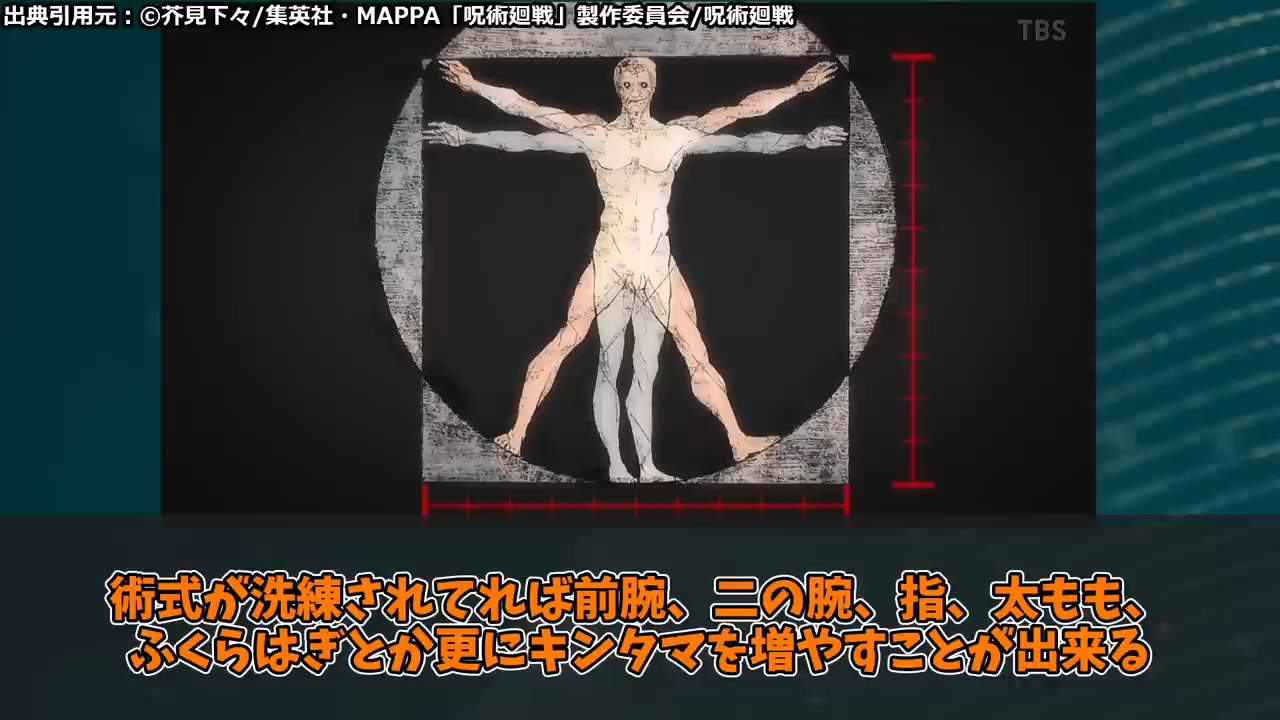 出典引用元：©芥見下々/集英社・MAPPA「呪術廻戦」製作委員会/呪術廻戦
TBS
術式が洗練されてれば前腕、二の腕、指、太もも、
ふくらはぎとか更にキンタマを増やすことが出来る